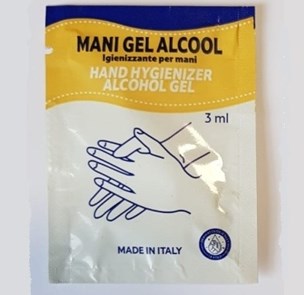 MANI GEL ALCOOL
Igienizzante per mani
HAND HYGIENIZER
ALCOHOL GEL
3 ml
MADE IN ITALY